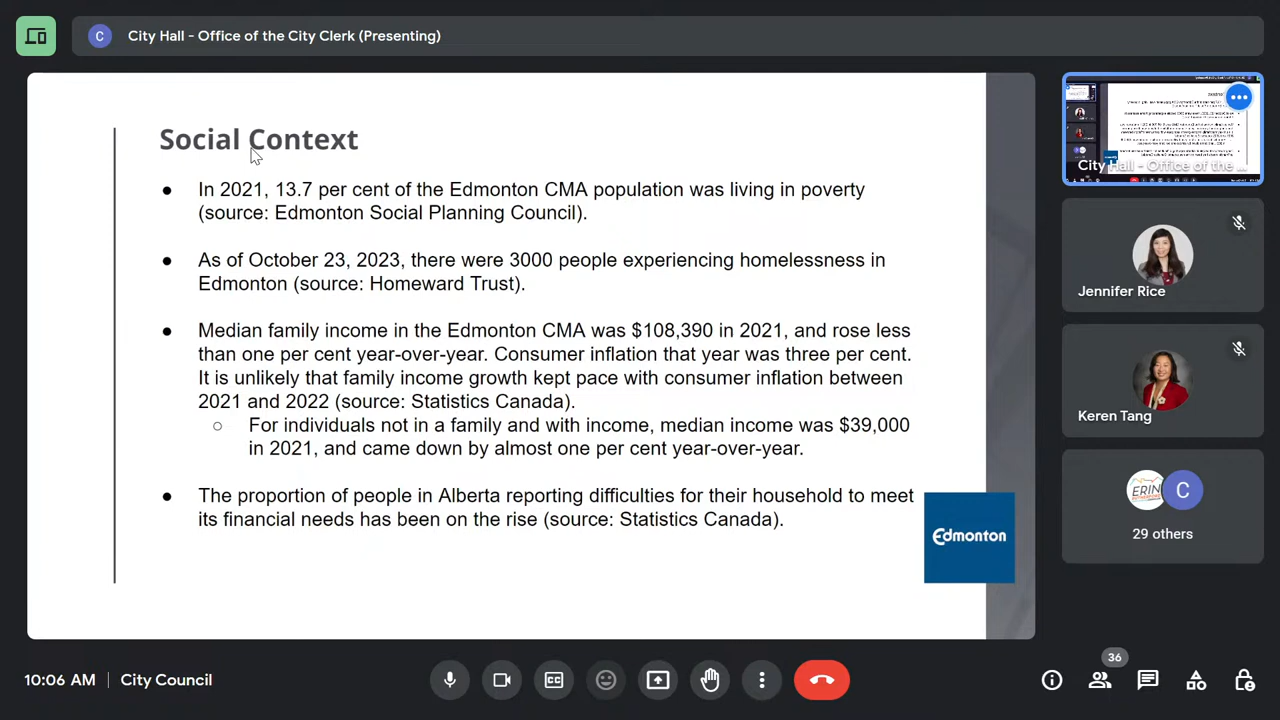 City Hall - Office of the City Clerk (Presenting)
C
Social Context
In 2021, 13.7 per cent of the Edmonton CMA population was living in poverty
(source: Edmonton Social Planning Council).
As of October 23, 2023, there were 3000 people experiencing homelessness in
Edmonton (source: Homeward Trust).
Median family income in the Edmonton CMA was $108,390 in 2021, and rose less
than one per cent year-over-year. Consumer inflation that year was three per cent.
It is unlikely that family income growth kept pace with consumer inflation between
2021 and 2022 (source: Statistics Canada).
For individuals not in a family and with income, median income was $39,000
in 2021, and came down by almost one per cent year-over-year.
The proportion of people in Alberta reporting difficulties for their household to meet
its financial needs has been on the rise (source: Statistics Canada).
Edmonton
City Hall - Office of the ...
Jennifer Rice
Keren Tang
ERIN
C
29 others
10:06 AM | City Council
CC
36